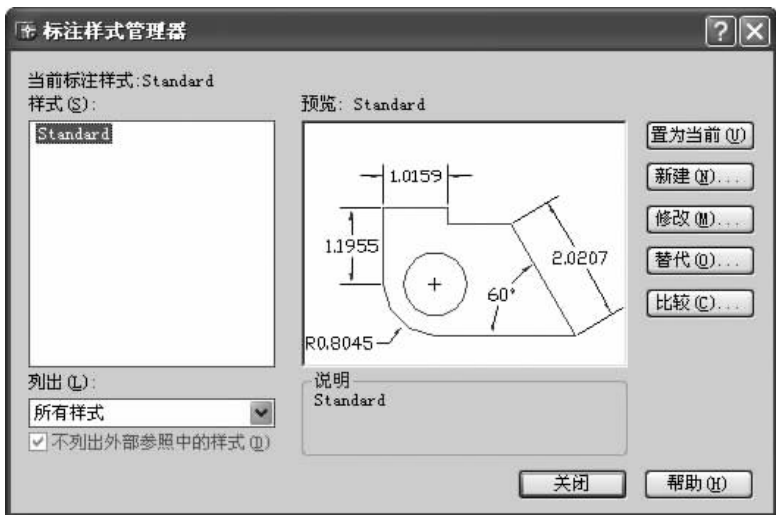 标注样式管理器
当前标注样式:Standard
样式(S):
Standard
预览: Standard
1.0159
1.1955
2.0207
60°
R0.8045
置为当前(U)
新建(N)...
修改(M)...
替代(O)...
比较(C)...
列出(L):
所有样式
不列出外部参照中的样式(D)
说明
Standard
关闭
帮助(H)